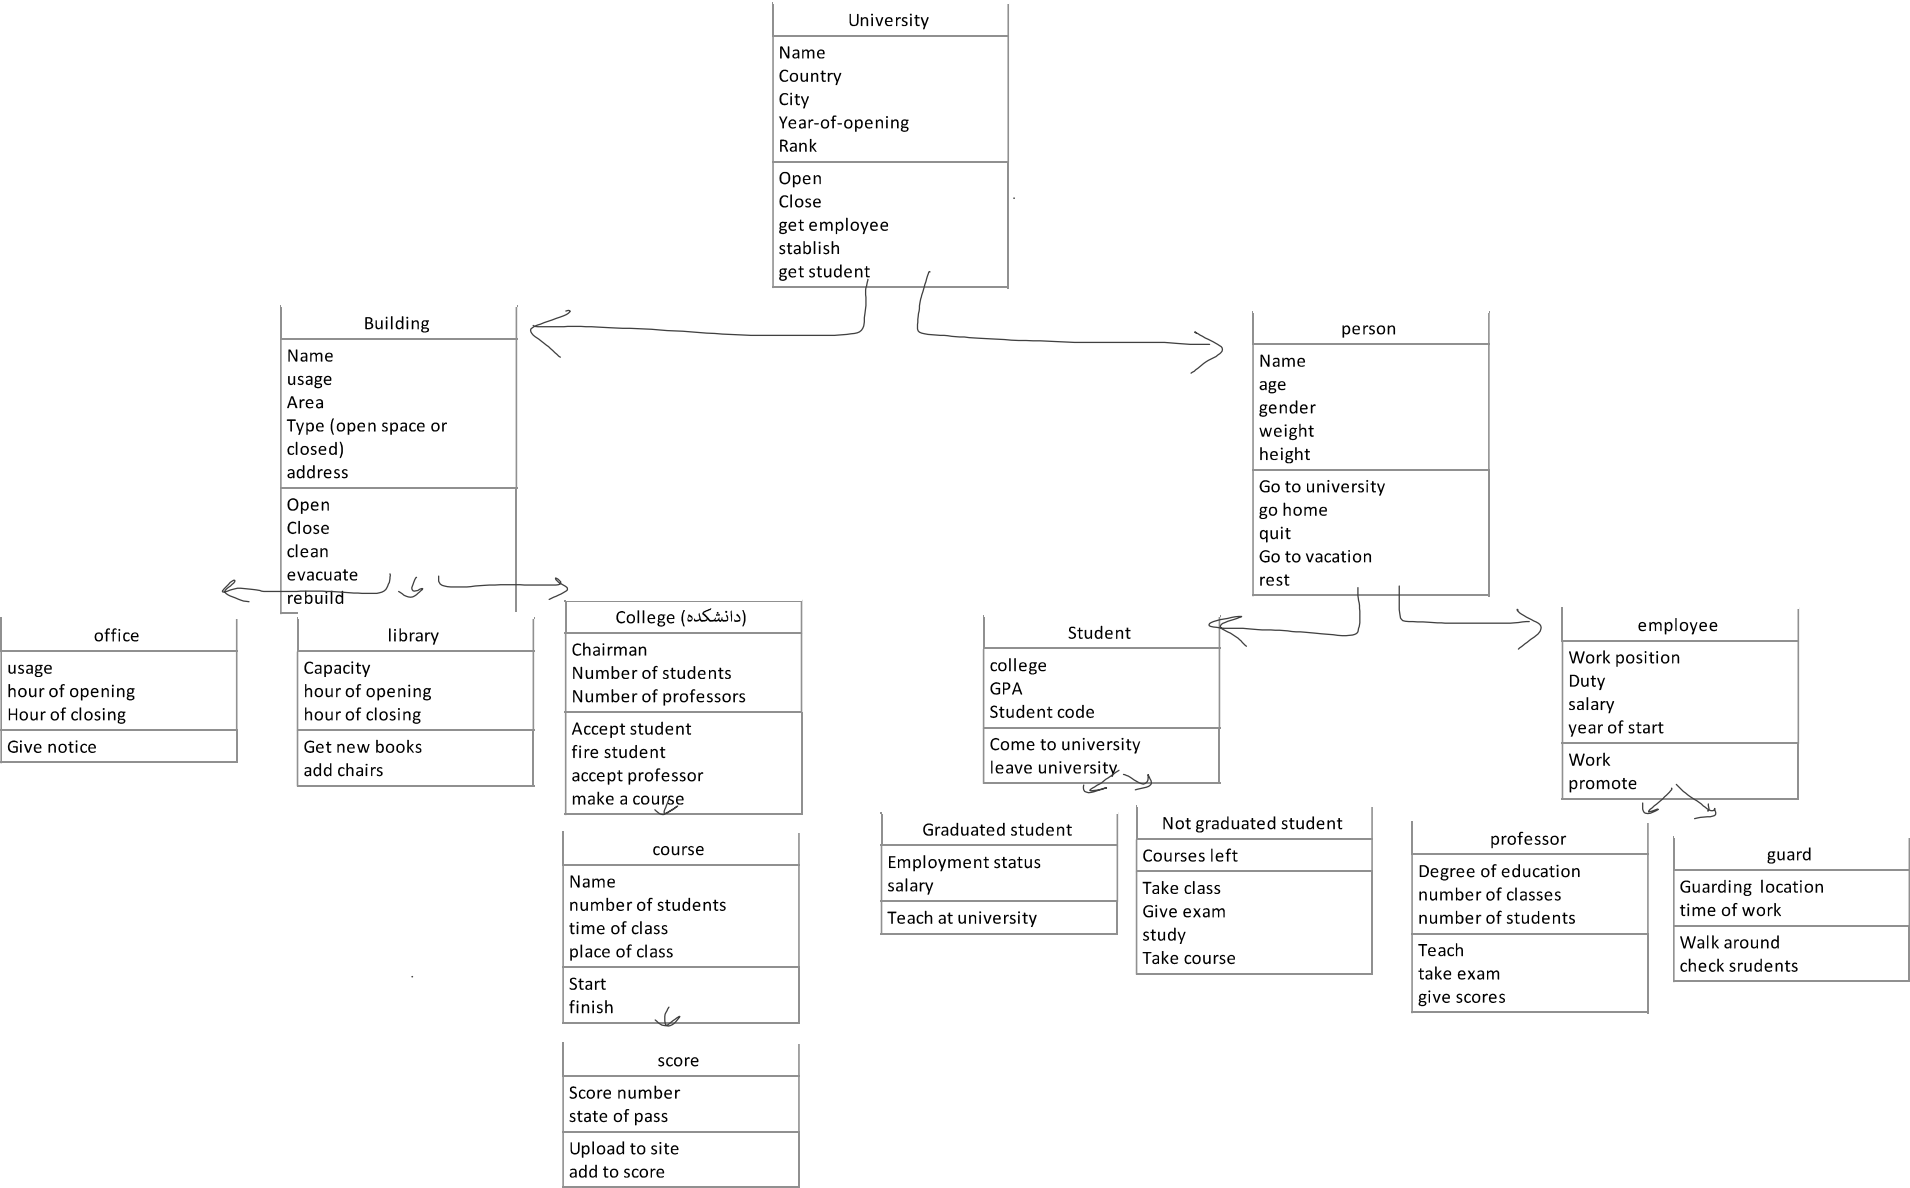 University
Name
Country
City
Year-of-opening
Rank
Open
Close
get employee
stablish
get student
Building
Name
usage
Area
Type (open space or
closed)
address
Open
Close
clean
evacuate
rebuild
person
Name
age
gender
weight
height
Go to university
go home
quit
Go to vacation
rest
office
usage
hour of opening
Hour of closing
Give notice
library
Capacity
hour of opening
hour of closing
Get new books
add chairs
College (دانشکده)
Chairman
Number of students
Number of professors
Accept student
fire student
accept professor
make a course
course
Name
number of students
time of class
place of class
Start
finish
score
Score number
state of pass
Upload to site
add to score
Student
college
GPA
Student code
Come to university
leave university
Graduated student
Employment status
salary
Teach at university
Not graduated student
Courses left
Take class
Give exam
study
Take course
employee
Work position
Duty
salary
year of start
Work
promote
professor
Degree of education
number of classes
number of students
Teach
take exam
give scores
guard
Guarding location
time of work
Walk around
check srudents